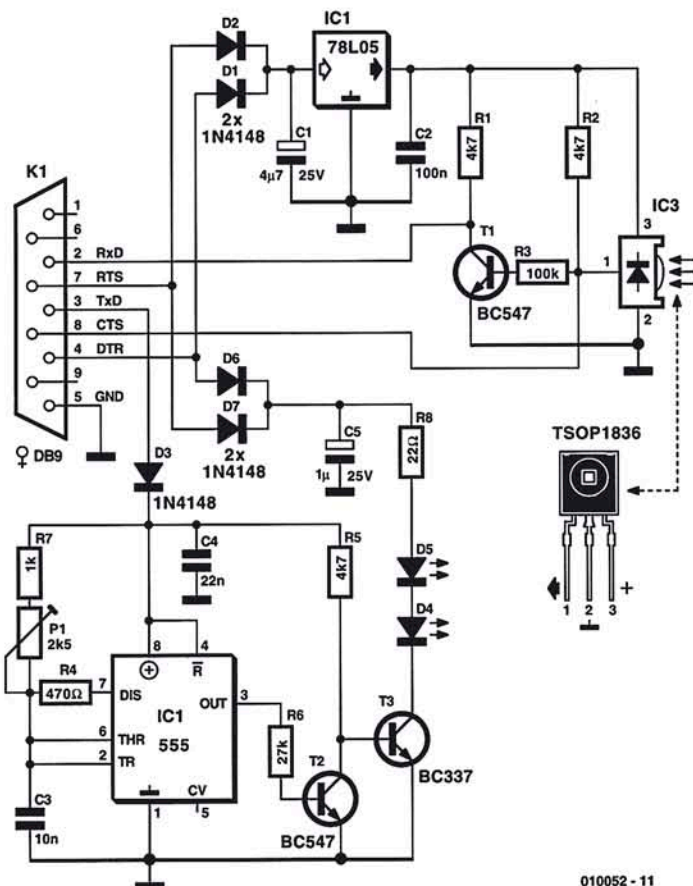 D2
IC1
78L05
D1
2x
1N4148
C1
4µ7
25V
C2
100n
R1
4k7
R2
4k7
IC3
3
1
2
T1
R3
100k
BC547
K1
1
6
2
RxD
7
RTS
3
TxD
8
CTS
4
DTR
9
5
GND
♀ DB9
D6
D7
2x
1N4148
C5
1µ
25V
R8
22Ω
D3
1N4148
TSOP1836
1
2
3
+
R7
1k
P1
2k5
C4
22n
R5
4k7
D5
D4
R4
470Ω
8
4
R̅
7
DIS
OUT
3
IC1
555
6
THR
2
TR
CV
1
5
C3
10n
R6
27k
T2
BC547
T3
BC337
010052 - 11